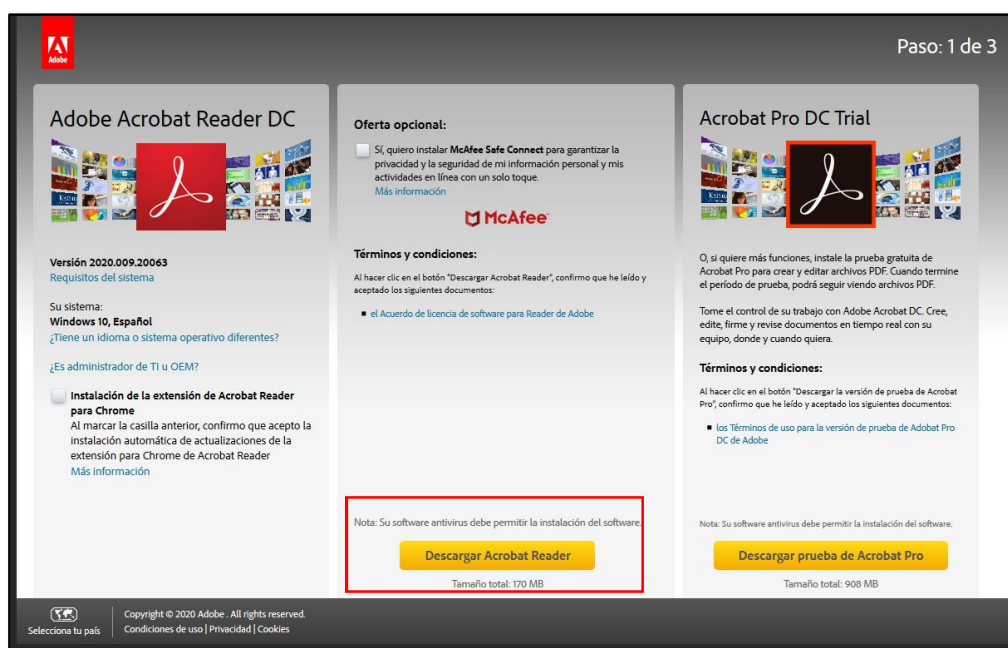 Adobe
Paso: 1 de 3
Adobe Acrobat Reader DC
Versión 2020.009.20063
Requisitos del sistema
Su sistema:
Windows 10, Español
¿Tiene un idioma o sistema operativo diferentes?
¿Es administrador de TI u OEM?
Instalación de la extensión de Acrobat Reader
para Chrome
Al marcar la casilla anterior, confirmo que acepto la
instalación automática de actualizaciones de la
extensión para Chrome de Acrobat Reader
Más información
Oferta opcional:
Sí, quiero instalar McAfee Safe Connect para garantizar la
privacidad y la seguridad de mi información personal y mis
actividades en línea con un solo toque.
Más información
McAfee
Términos y condiciones:
Al hacer clic en el botón "Descargar Acrobat Reader", confirmo que he leído y
aceptado los siguientes documentos:
el Acuerdo de licencia de software para Reader de Adobe
Nota: Su software antivirus debe permitir la instalación del software.
Descargar Acrobat Reader
Tamaño total: 170 MB
Acrobat Pro DC Trial
O, si quiere más funciones, instale la prueba gratuita de
Acrobat Pro para crear y editar archivos PDF. Cuando termine
el período de prueba, podrá seguir viendo archivos PDF.
Tome el control de su trabajo con Adobe Acrobat DC. Cree,
edite, firme y revise documentos en tiempo real con su
equipo, donde y cuando quiera.
Términos y condiciones:
Al hacer clic en el botón "Descargar la versión de prueba de Acrobat
Pro", confirmo que he leído y aceptado los siguientes documentos:
los Términos de uso para la versión de prueba de Adobat Pro
DC de Adobe
Nota: Su software antivirus debe permitir la instalación del software.
Descargar prueba de Acrobat Pro
Tamaño total: 908 MB
Selecciona tu país
Copyright © 2020 Adobe . All rights reserved.
Condiciones de uso | Privacidad | Cookies